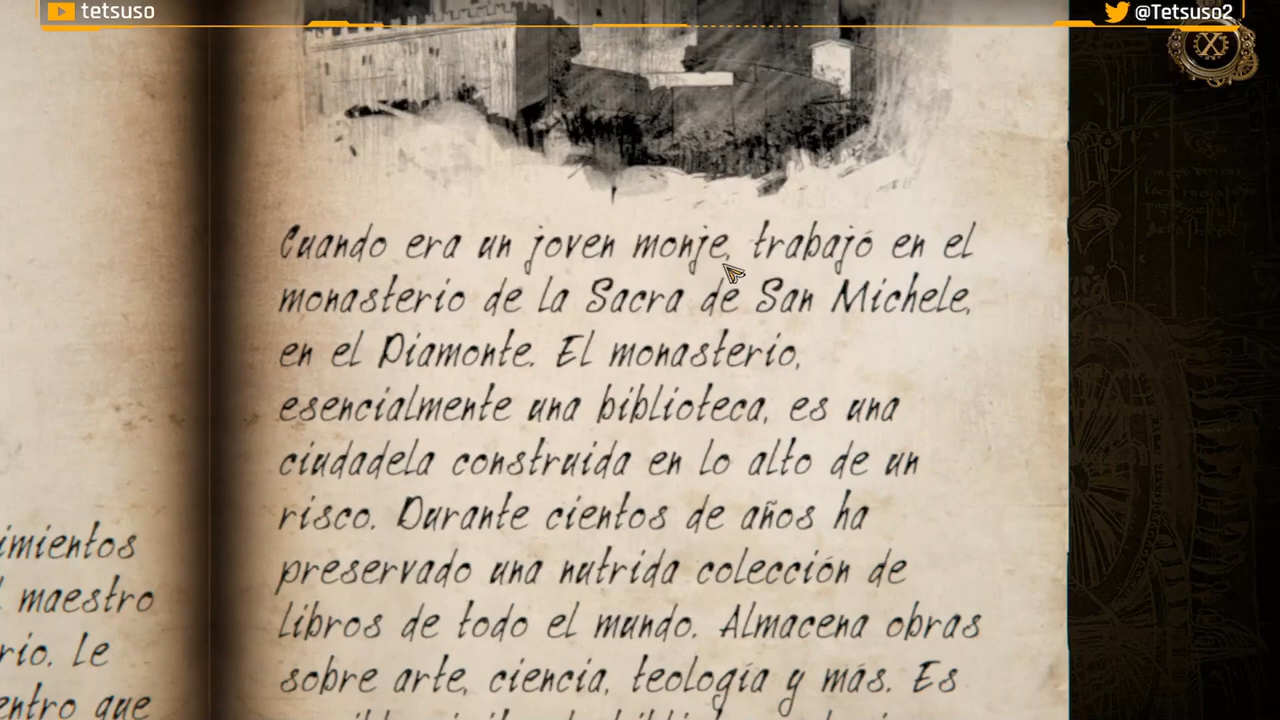 tetsuso
@Tetsuso2
imientos
maestro
rio. Le
entro que
Cuando era un joven monje, trabajó en el
monasterio de la Sacra de San Michele,
en el Piamonte. El monasterio,
esencialmente una biblioteca, es una
ciudadela construida en lo alto de un
risco. Durante cientos de años ha
preservado una nutrida colección de
libros de todo el mundo. Almacena obras
sobre arte, ciencia, teología y más. Es